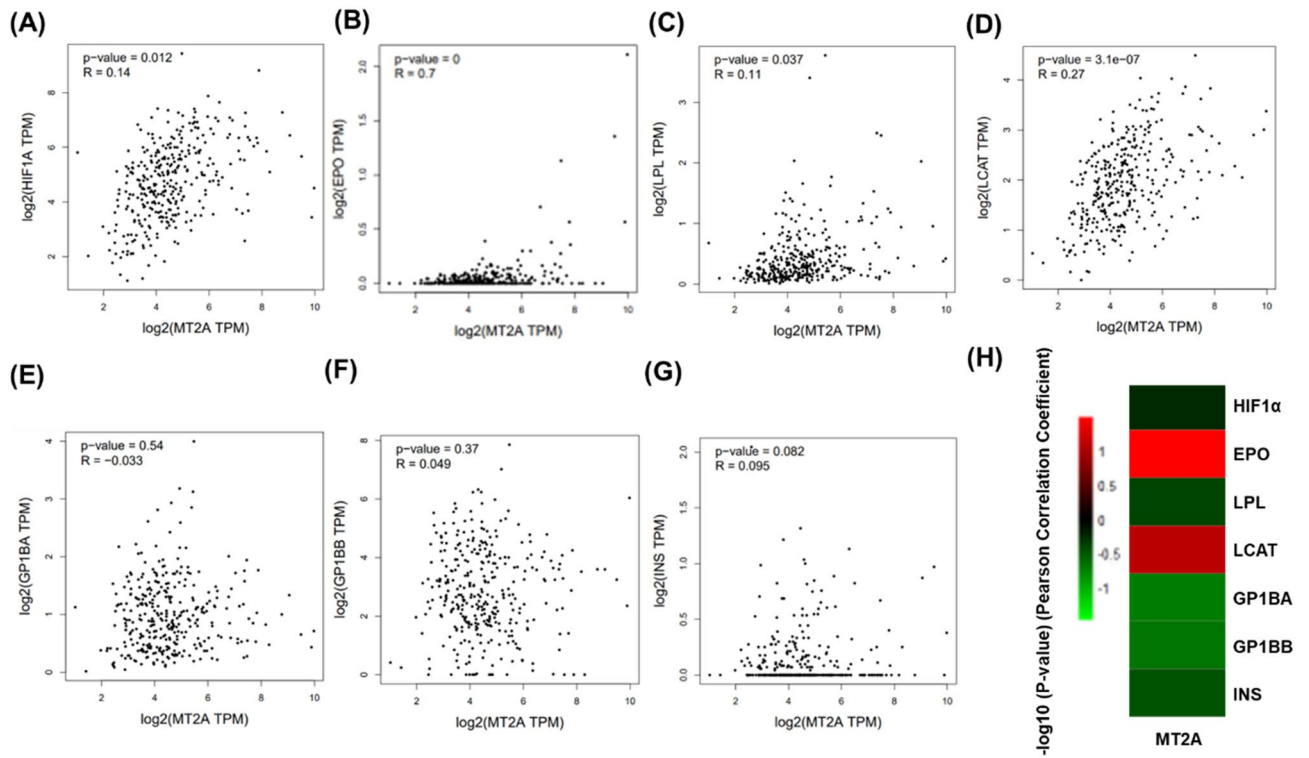 (A)
p-value = 0.012
R = 0.14
log2(HIF1A TPM)
8
6
4
2
2
4
6
8
10
log2(MT2A TPM)
(B)
p-value = 0
R = 0.7
log2(EPO TPM)
2.0
1.5
1.0
0.5
0.0
2
4
6
8
10
log2(MT2A TPM)
(C)
p-value = 0.037
R = 0.11
log2(LPL TPM)
3
2
1
0
2
4
6
8
10
log2(MT2A TPM)
(D)
p-value = 3.1e-07
R = 0.27
log2(LCAT TPM)
4
3
2
1
0
2
4
6
8
10
log2(MT2A TPM)
(E)
p-value = 0.54
R = -0.033
log2(GP1BA TPM)
4
3
2
1
0
2
4
6
8
10
log2(MT2A TPM)
(F)
p-value = 0.37
R = 0.049
log2(GP1BB TPM)
8
6
4
2
0
2
4
6
8
10
log2(MT2A TPM)
(G)
p-value = 0.082
R = 0.095
log2(INS TPM)
2.0
1.5
1.0
0.5
0.0
2
4
6
8
10
log2(MT2A TPM)
(H)
-log10 (P-value) (Pearson Correlation Coefficient)
1
0.5
0
-0.5
-1
HIF1α
EPO
LPL
LCAT
GP1BA
GP1BB
INS
MT2A